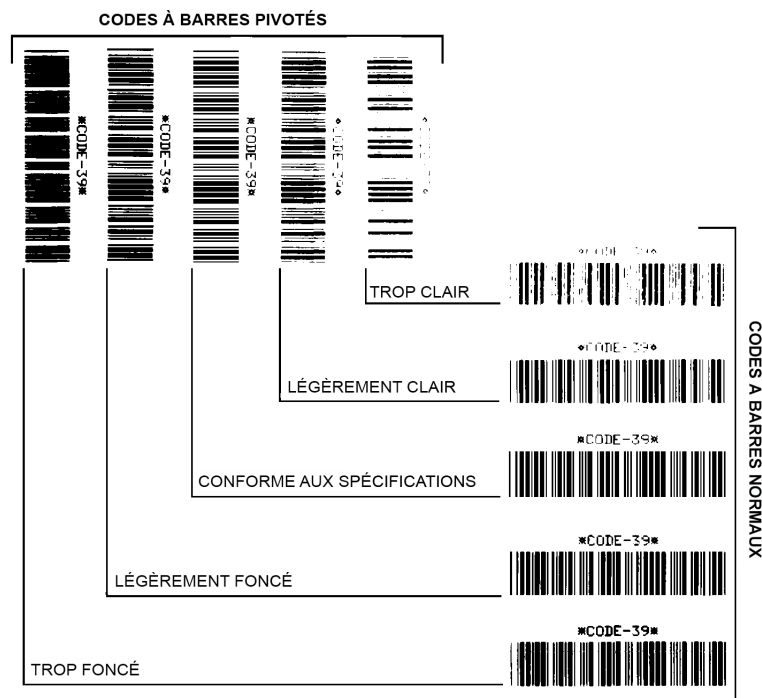 CODES À BARRES PIVOTÉS
*CODE-39*
*CODE-39*
*CODE-39*
CODE-39
TROP CLAIR
LÉGÈREMENT CLAIR
CONFORME AUX SPÉCIFICATIONS
LÉGÈREMENT FONCÉ
TROP FONCÉ
*CODE-39*
*CODE-39*
*CODE-39*
CODES A BARRES NORMAUX